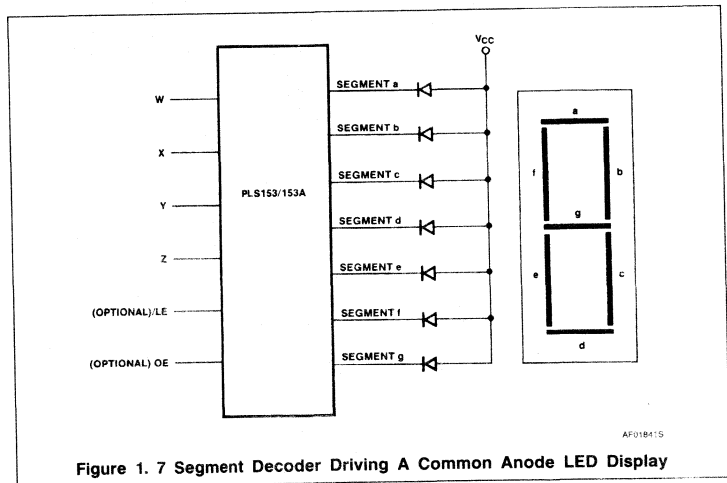 VCC
SEGMENT a
W
SEGMENT b
X
SEGMENT c
PLS153/153A
Y
SEGMENT d
Z
SEGMENT e
(OPTIONAL)/LE
SEGMENT f
(OPTIONAL) OE
SEGMENT g
a
f
b
g
e
c
d
AF01841S
Figure 1. 7 Segment Decoder Driving A Common Anode LED Display